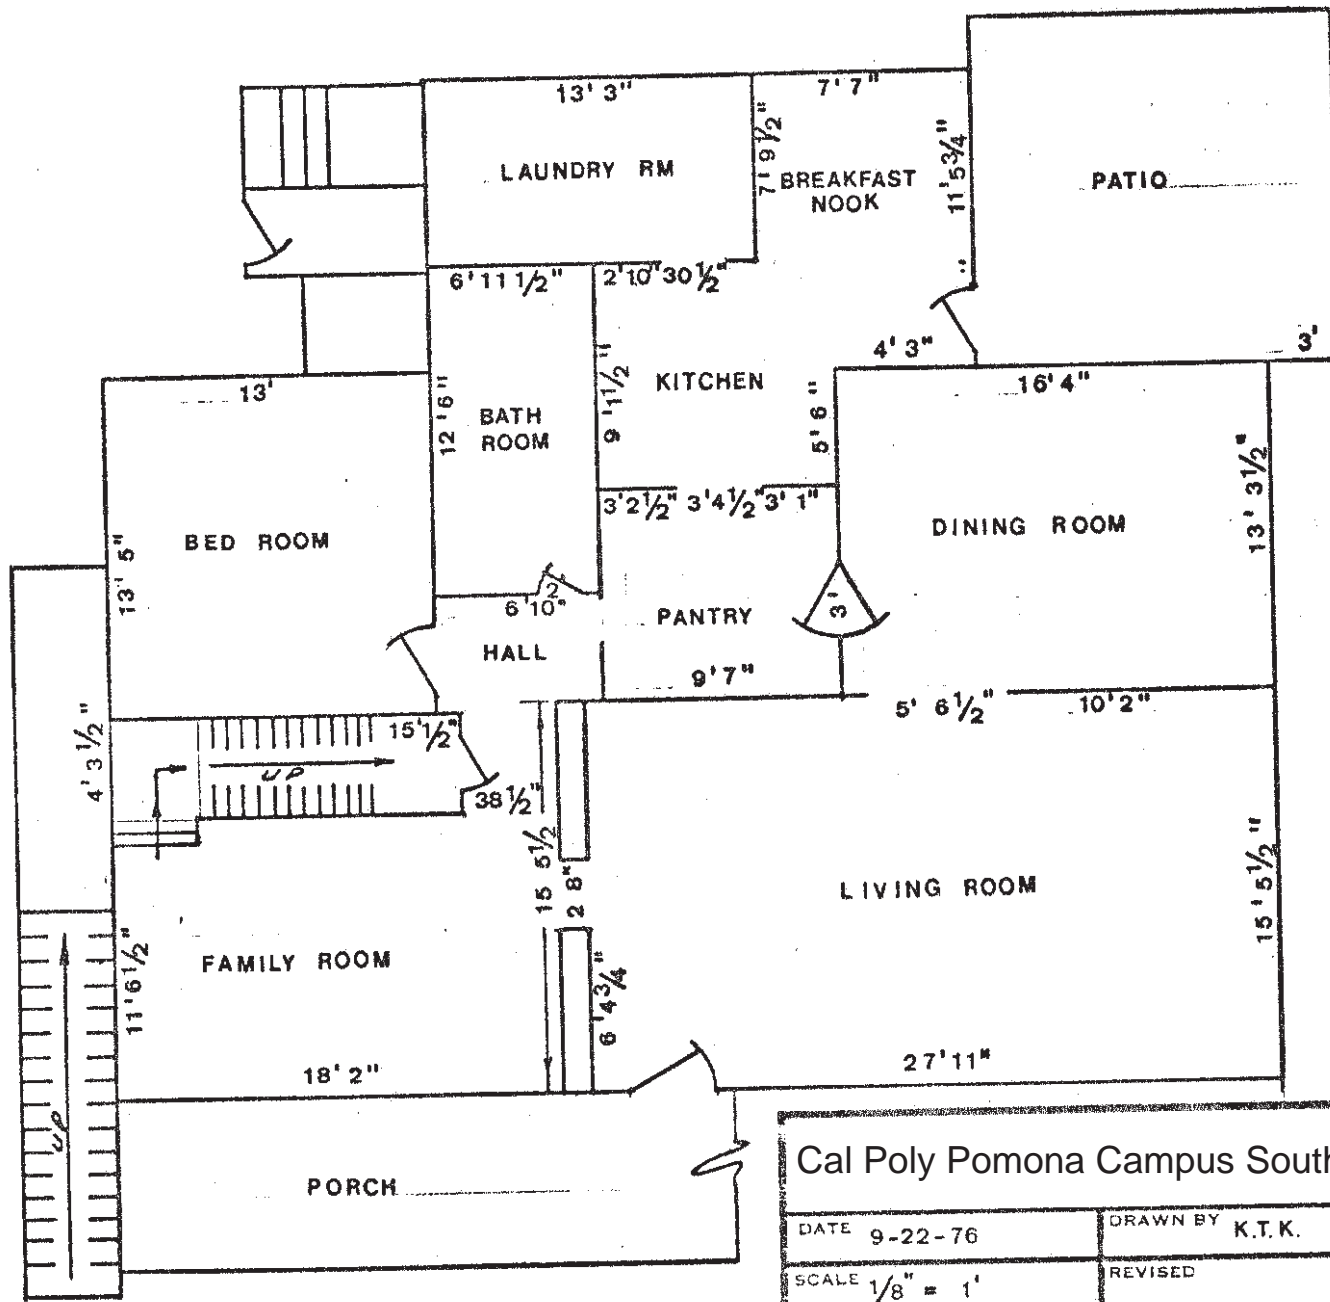 13' 3"
7' 7"
LAUNDRY RM
7' 9 1/2"
BREAKFAST
NOOK
11' 5 3/4"
PATIO
6' 11 1/2"
2' 10" 30 1/2"
"
4' 3"
3'
13'
12' 6"
BATH
ROOM
9' 1 1/2"
KITCHEN
5' 6"
16' 4"
13' 3 1/2"
3' 2 1/2" 3' 4 1/2" 3' 1"
BED ROOM
DINING ROOM
13' 5"
2'
6' 10"
HALL
PANTRY
3'
9' 7"
5' 6 1/2"
10' 2"
4' 3 1/2"
15' 1/2"
UP
38 1/2"
15 5 1/2
2 8"
LIVING ROOM
15' 5 1/2"
FAMILY ROOM
11' 6 1/2"
6' 4 3/4"
18' 2"
27' 11"
UP
PORCH
Cal Poly Pomona Campus South
DATE 9-22-76
DRAWN BY K.T.K.
SCALE 1/8" = 1'
REVISED